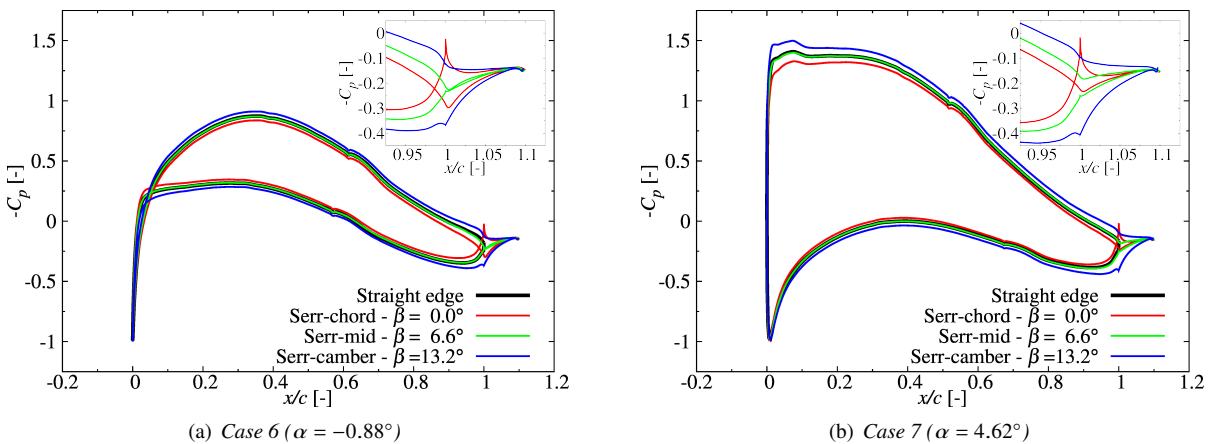 1.5
1
0.5
0
-0.5
-1
-Cp [-]
-0.2
0
0.2
0.4
0.6
0.8
1
1.2
x/c [-]
0
-0.1
-0.2
-0.3
-0.4
-Cp [-]
0.95
1
1.05
1.1
x/c [-]
Straight edge
Serr-chord - β = 0.0°
Serr-mid - β = 6.6°
Serr-camber - β =13.2°
(a) Case 6 (α = −0.88°)
1.5
1
0.5
0
-0.5
-1
-Cp [-]
-0.2
0
0.2
0.4
0.6
0.8
1
1.2
x/c [-]
0
-0.1
-0.2
-0.3
-0.4
-Cp [-]
0.95
1
1.05
1.1
x/c [-]
Straight edge
Serr-chord - β = 0.0°
Serr-mid - β = 6.6°
Serr-camber - β =13.2°
(b) Case 7 (α = 4.62°)